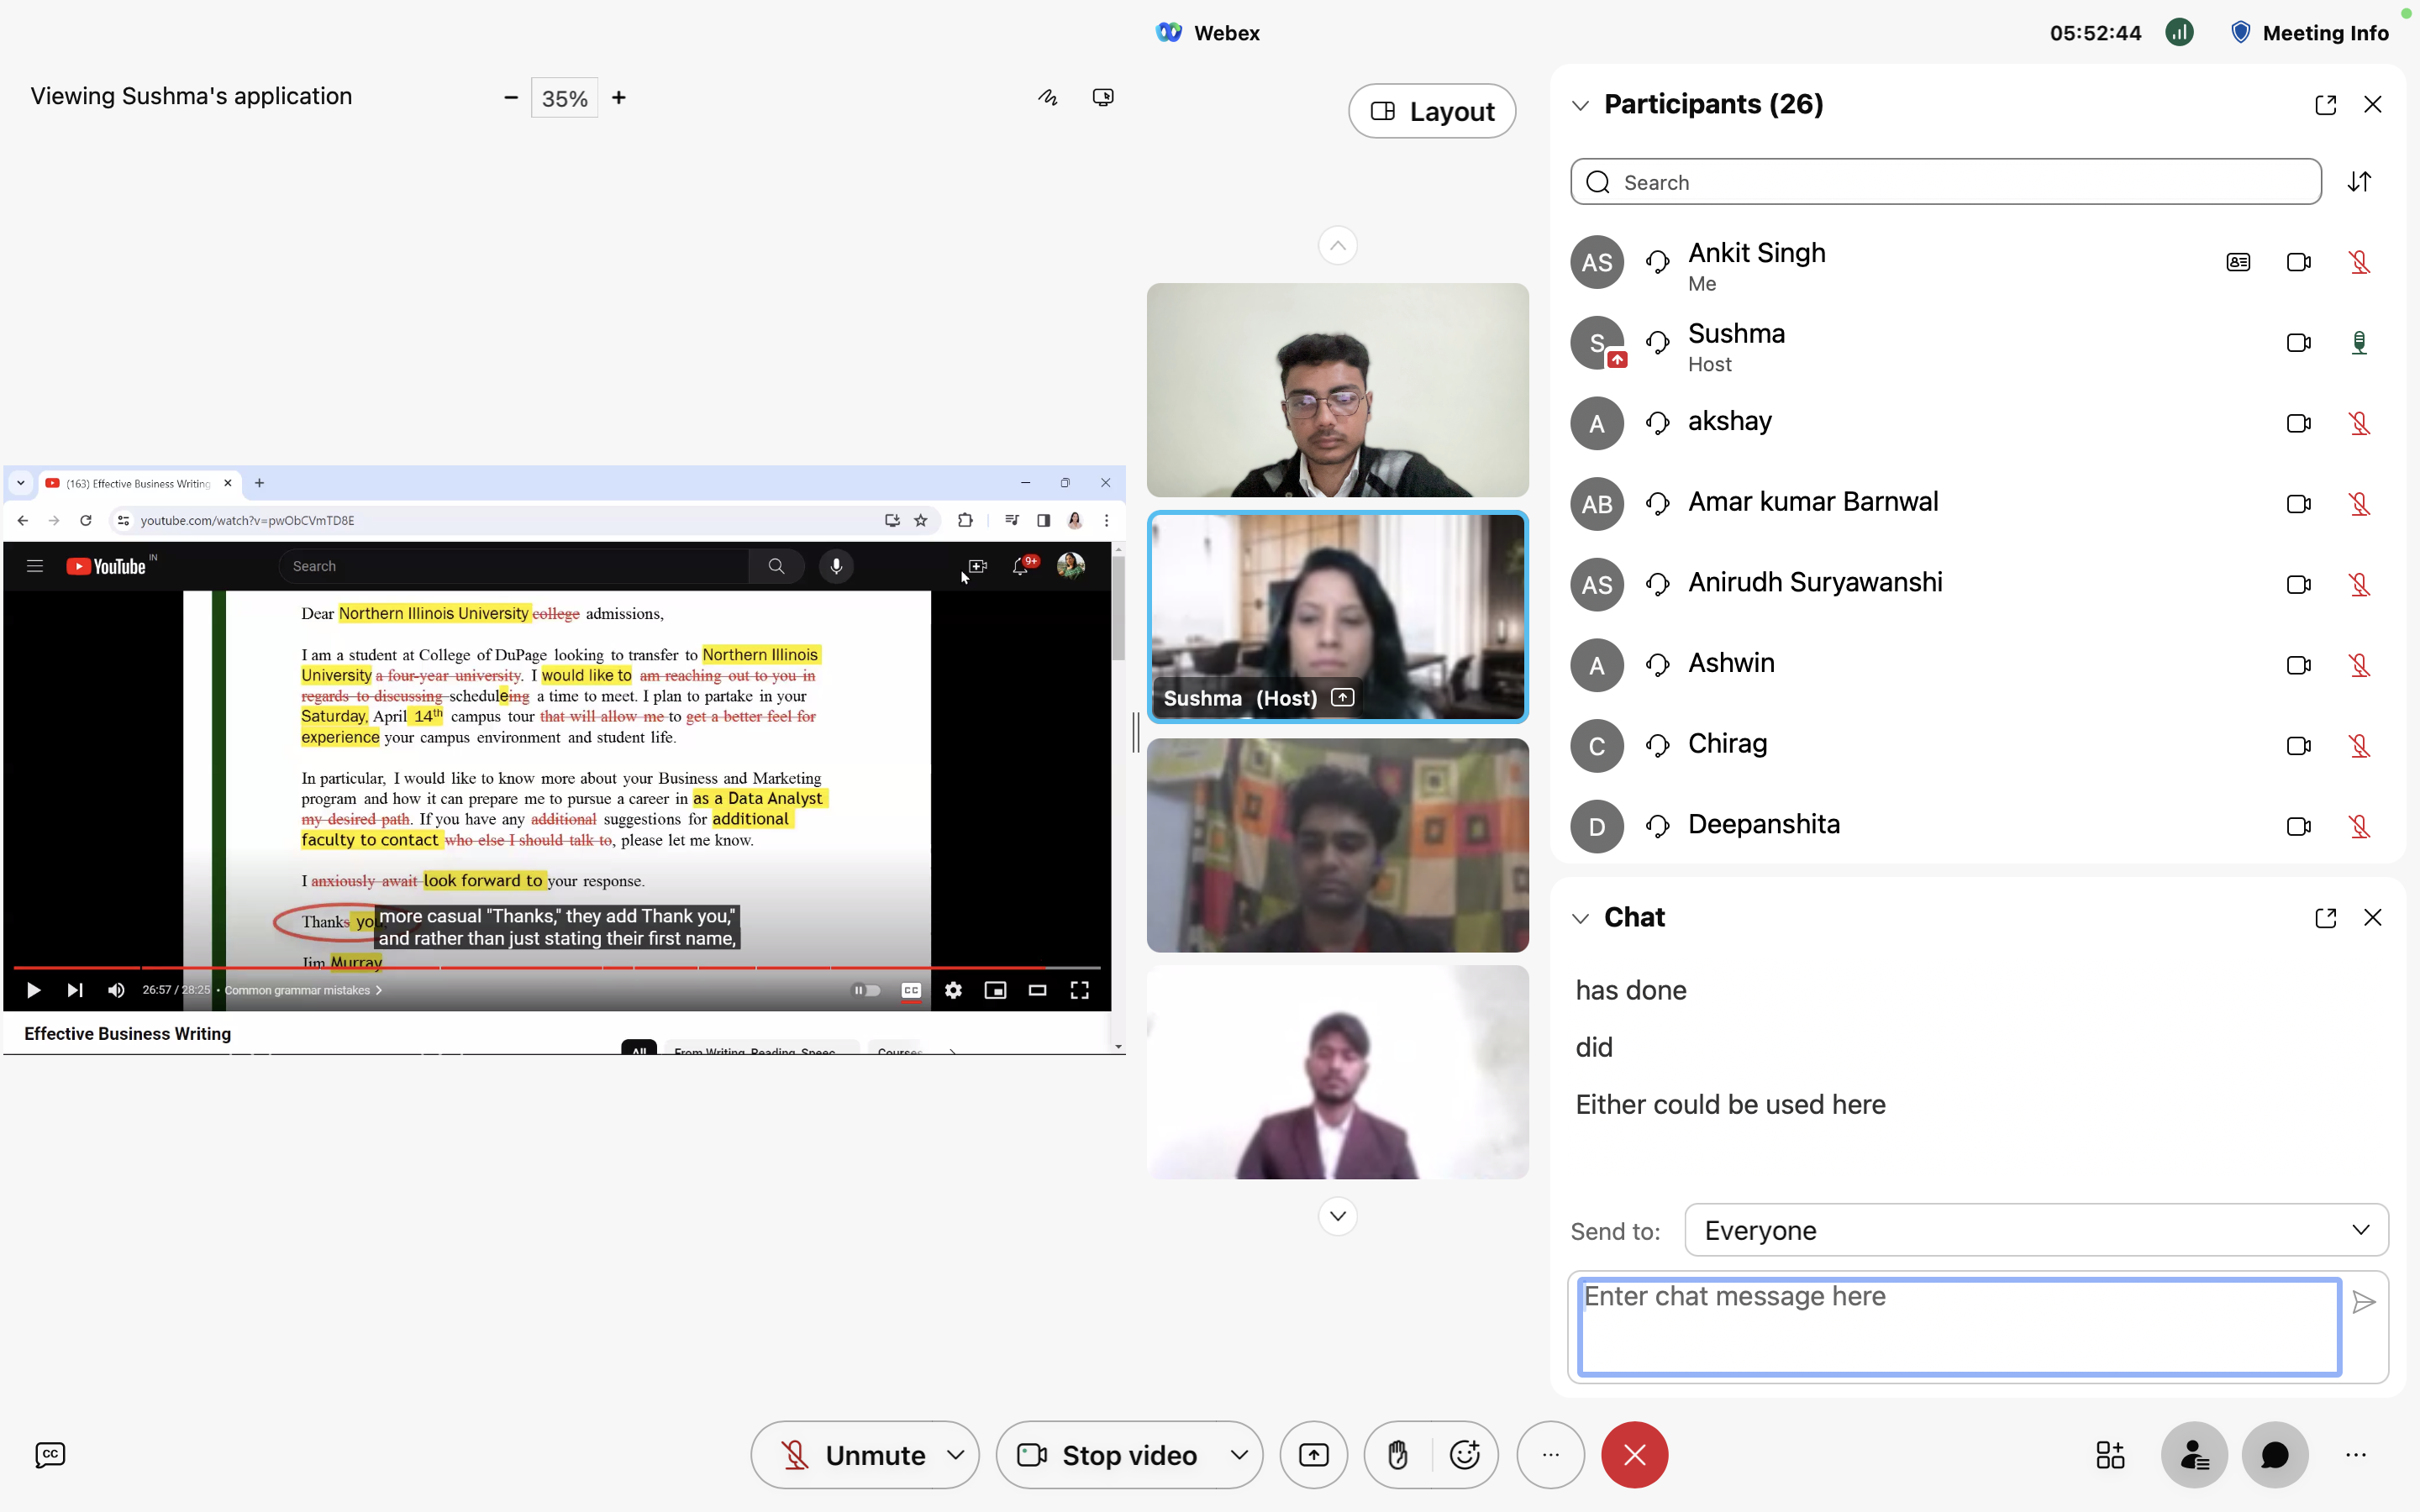 Webex
05:52:44
Meeting Info
Viewing Sushma's application
35%
Layout
(163) Effective Business Writing
youtube.com/watch?v=pwObCVmTD8E
YouTube IN
Search
9+
Dear Northern Illinois University college admissions,
I am a student at College of DuPage looking to transfer to Northern Illinois
University a four-year university. I would like to am reaching out to you in
regards to discussing scheduleing a time to meet. I plan to partake in your
Saturday, April 14th campus tour that will allow me to get a better feel for
experience your campus environment and student life.
In particular, I would like to know more about your Business and Marketing
program and how it can prepare me to pursue a career in as a Data Analyst
my desired path. If you have any additional suggestions for additional
faculty to contact who else I should talk to, please let me know.
I anxiously await look forward to your response.
Thanks you,
more casual "Thanks," they add Thank you,"
and rather than just stating their first name,
Jim Murray
26:57 / 28:25 • Common grammar mistakes
CC
Effective Business Writing
All
From Writing, Reading, Speec
Courses
Sushma (Host)
Participants (26)
Search
AS
Ankit Singh
Me
S
Sushma
Host
A
akshay
AB
Amar kumar Barnwal
AS
Anirudh Suryawanshi
A
Ashwin
C
Chirag
D
Deepanshita
Chat
has done
did
Either could be used here
Send to:
Everyone
Enter chat message here
CC
Unmute
Stop video